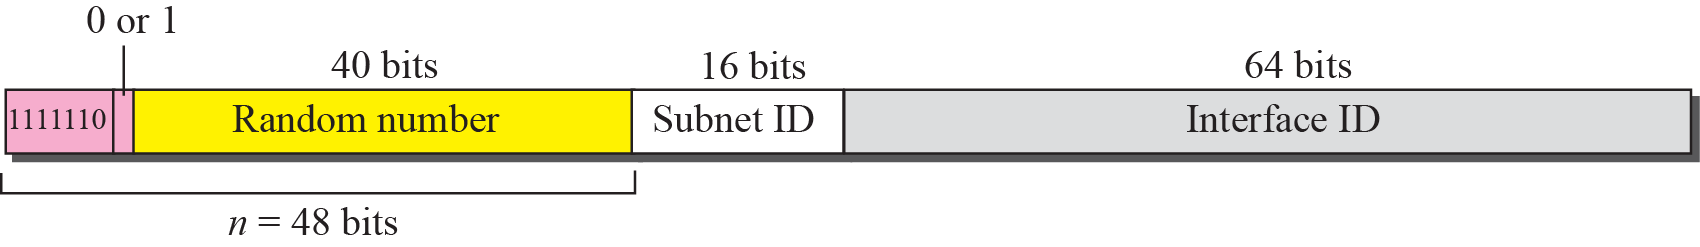 0 or 1
40 bits
16 bits
64 bits
1111110
Random number
Subnet ID
Interface ID
n = 48 bits